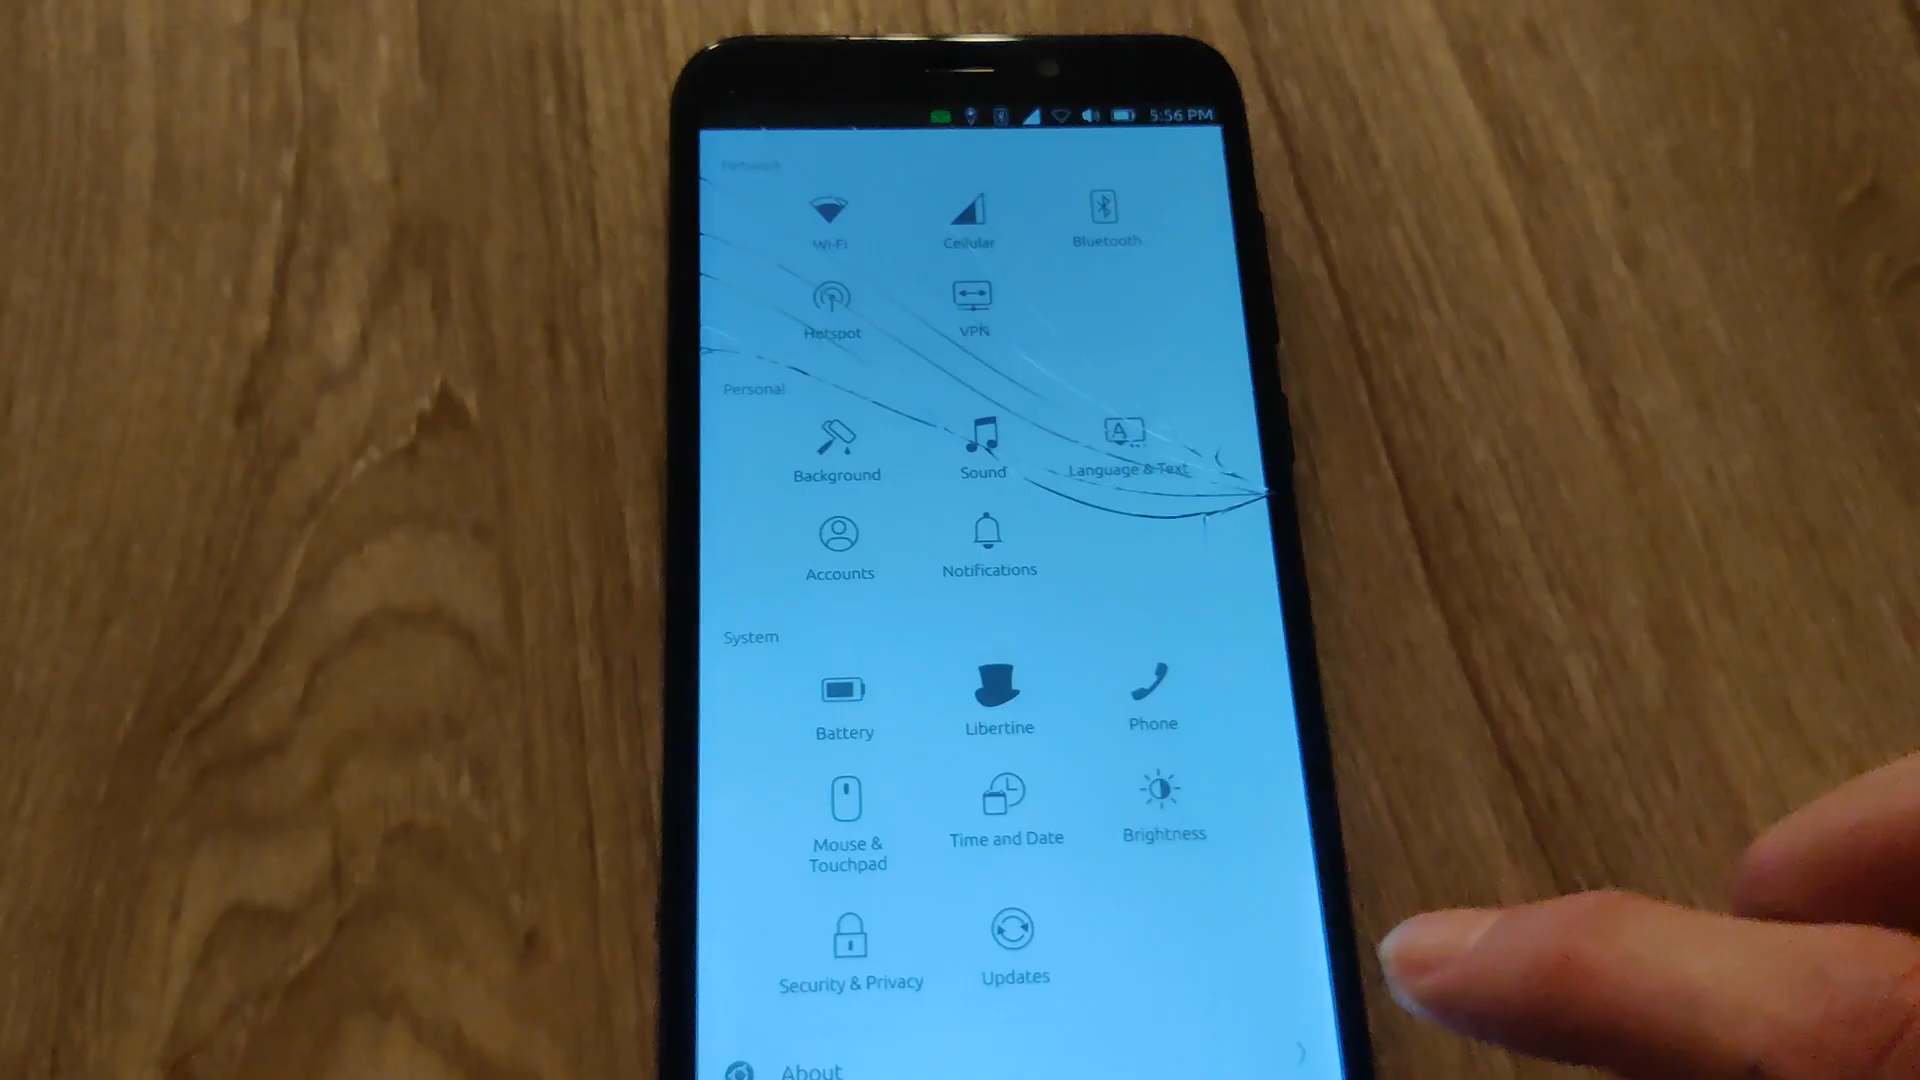 5:56 PM
Network
Wi-Fi Cellular Bluetooth
Hotspot VPN
Personal
Background Sound Language & Text
Accounts Notifications
System
Battery Libertine Phone
Mouse & Touchpad Time and Date Brightness
Security & Privacy Updates
About